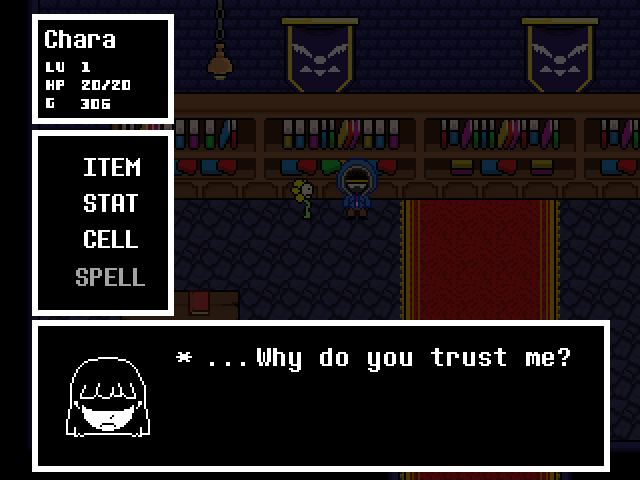 Chara
LV 1
HP 20/20
G 306
ITEM
STAT
CELL
SPELL
* ...Why do you trust me?